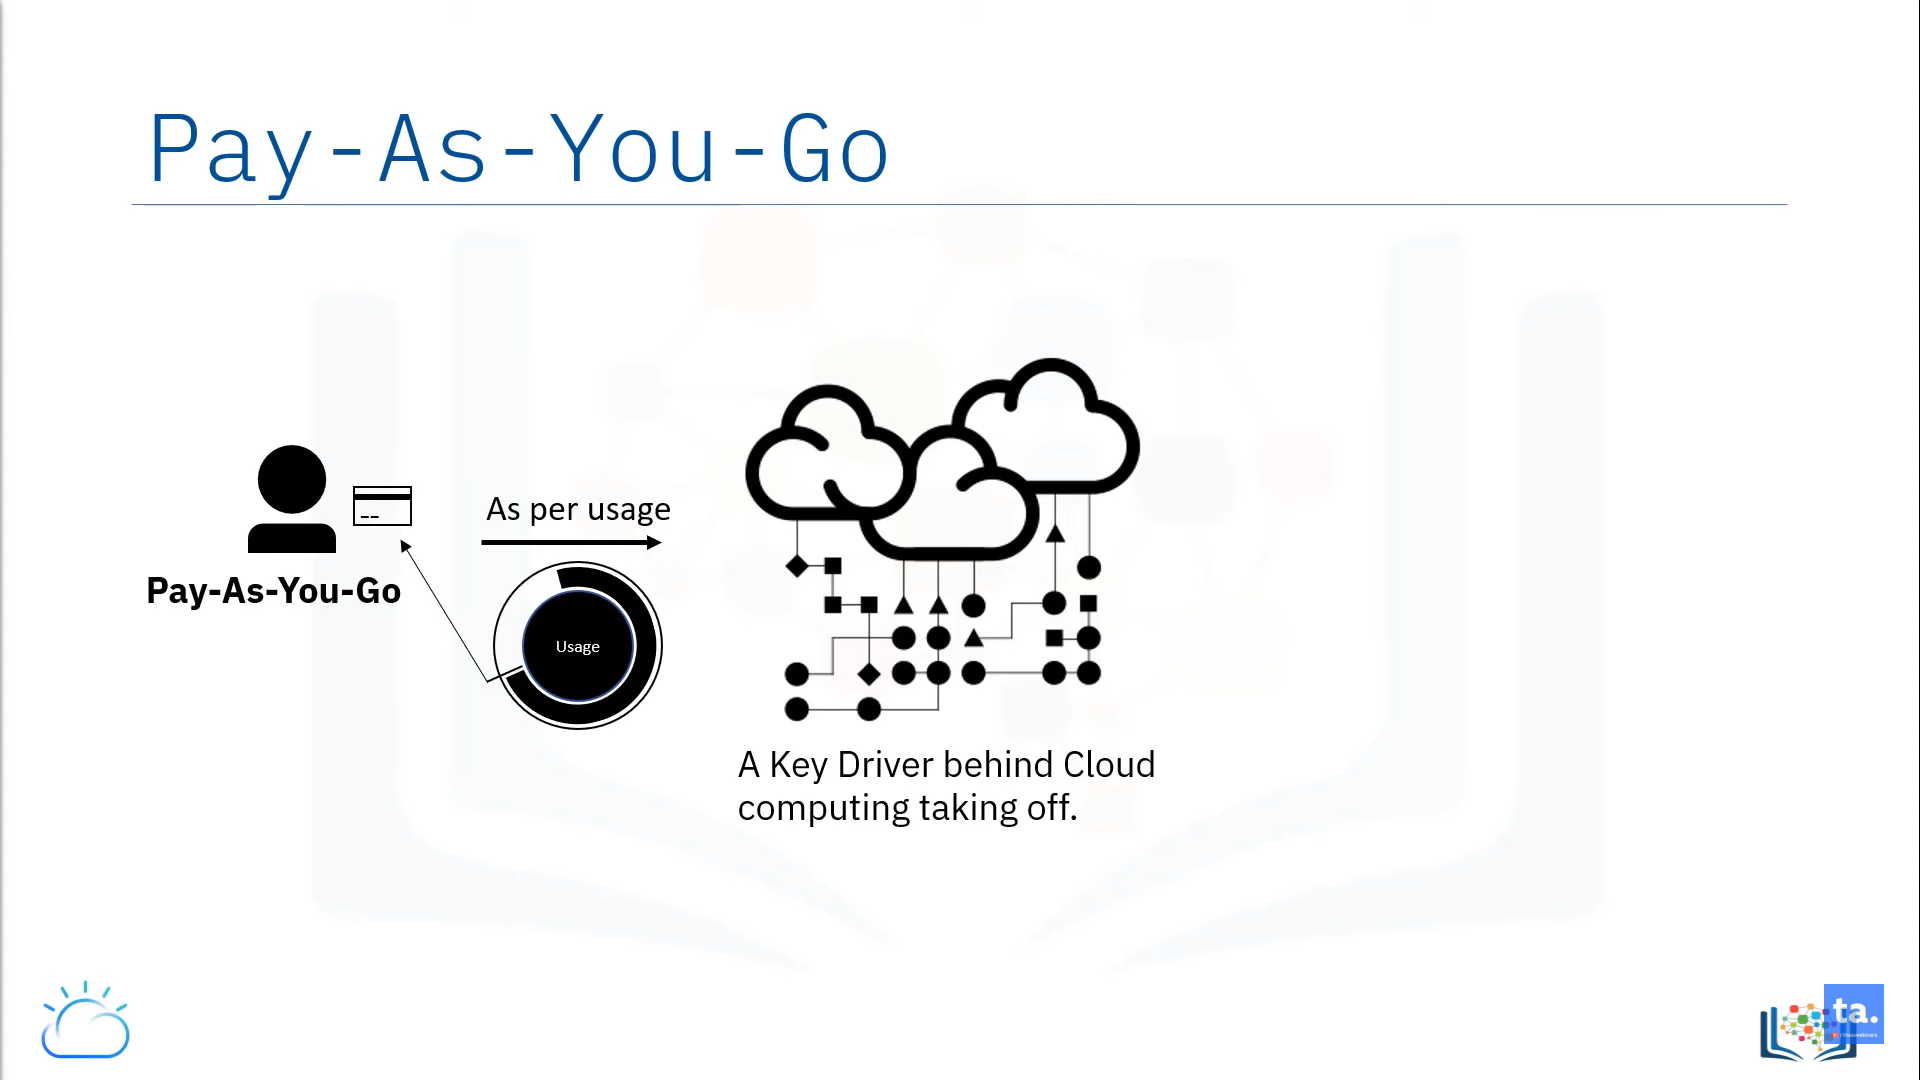 Pay-As-You-Go
As per usage
Pay-As-You-Go
Usage
A Key Driver behind Cloud
computing taking off.
ta.